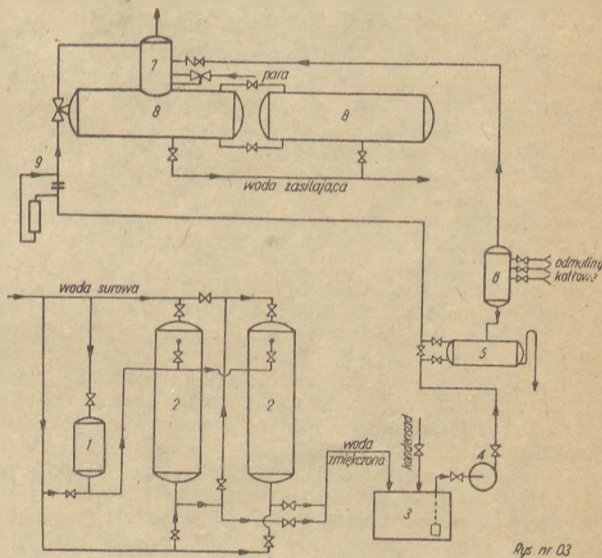 7
para
8
8
9
woda zasilająca
6
odmuliny
kotłowe
woda surowa
5
2
2
1
woda
zmiękczona
kondensad
4
3
Rys. nr 03